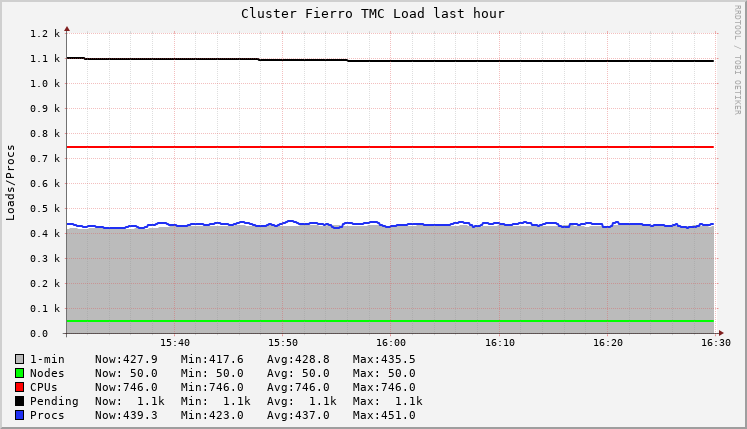 Cluster Fierro TMC Load last hour
RRDTOOL / TOBI OETIKER
Loads/Procs
1.2 k
1.1 k
1.0 k
0.9 k
0.8 k
0.7 k
0.6 k
0.5 k
0.4 k
0.3 k
0.2 k
0.1 k
0.0
15:40 15:50 16:00 16:10 16:20 16:30
1-min Now:427.9 Min:417.6 Avg:428.8 Max:435.5
Nodes Now: 50.0 Min: 50.0 Avg: 50.0 Max: 50.0
CPUs Now:746.0 Min:746.0 Avg:746.0 Max:746.0
Pending Now: 1.1k Min: 1.1k Avg: 1.1k Max: 1.1k
Procs Now:439.3 Min:423.0 Avg:437.0 Max:451.0